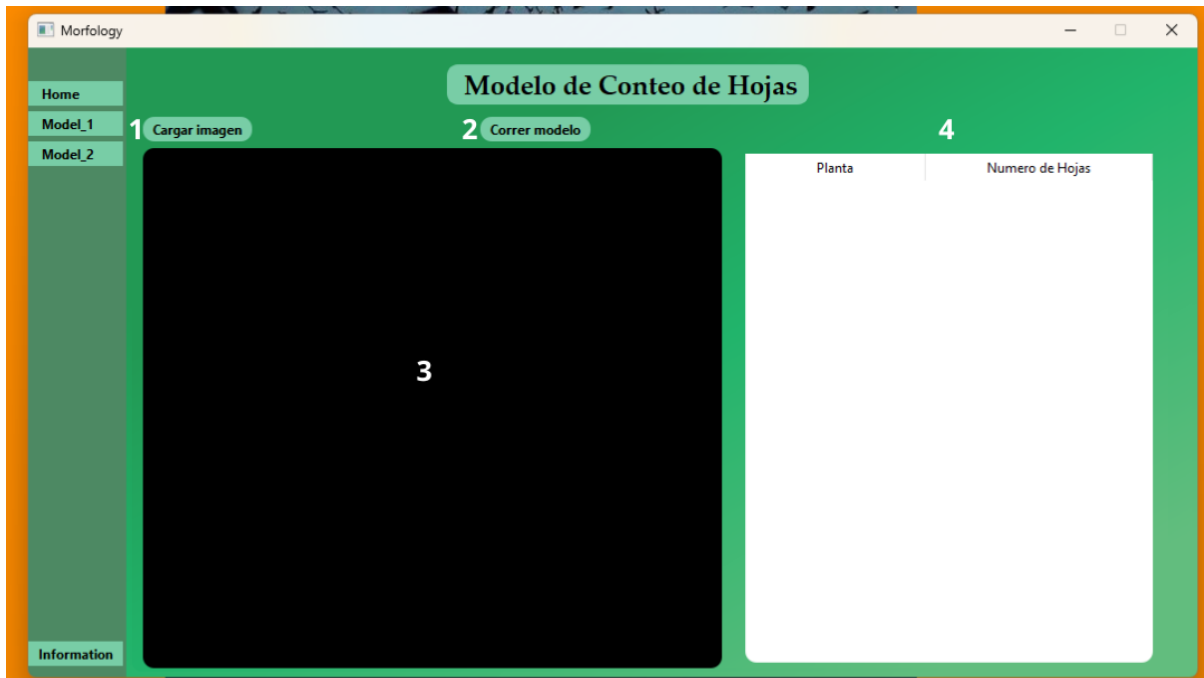 Morfology
Modelo de Conteo de Hojas
Home
Model_1
Model_2
1 Cargar imagen
2 Correr modelo
4
Planta Numero de Hojas
3
Information